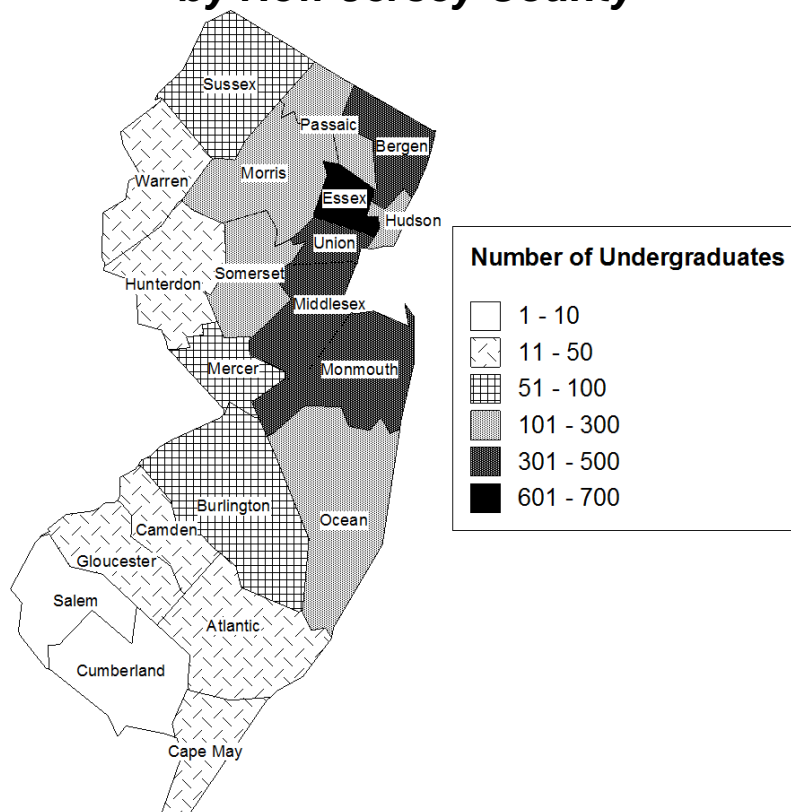 by New Jersey County
Sussex
Passaic
Bergen
Morris
Warren
Essex
Hudson
Union
Somerset
Hunterdon
Middlesex
Mercer
Monmouth
Burlington
Ocean
Camden
Gloucester
Salem
Atlantic
Cumberland
Cape May
Number of Undergraduates
1 - 10
11 - 50
51 - 100
101 - 300
301 - 500
601 - 700